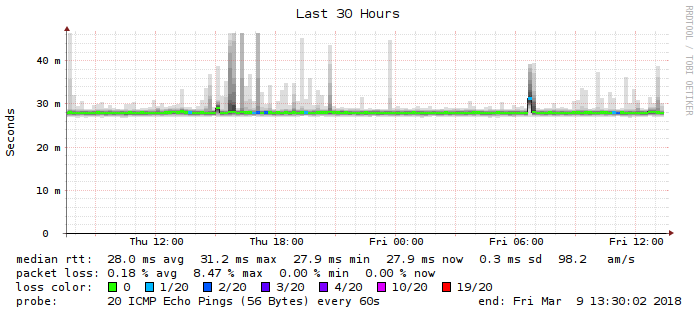 Last 30 Hours
RRDTOOL / TOBI OETIKER
Seconds
40 m
30 m
20 m
10 m
0
Thu 12:00 Thu 18:00 Fri 00:00 Fri 06:00 Fri 12:00
median rtt: 28.0 ms avg 31.2 ms max 27.9 ms min 27.9 ms now 0.3 ms sd 98.2 am/s
packet loss: 0.18 % avg 8.47 % max 0.00 % min 0.00 % now
loss color: 0 1/20 2/20 3/20 4/20 10/20 19/20
probe: 20 ICMP Echo Pings (56 Bytes) every 60s end: Fri Mar 9 13:30:02 2018